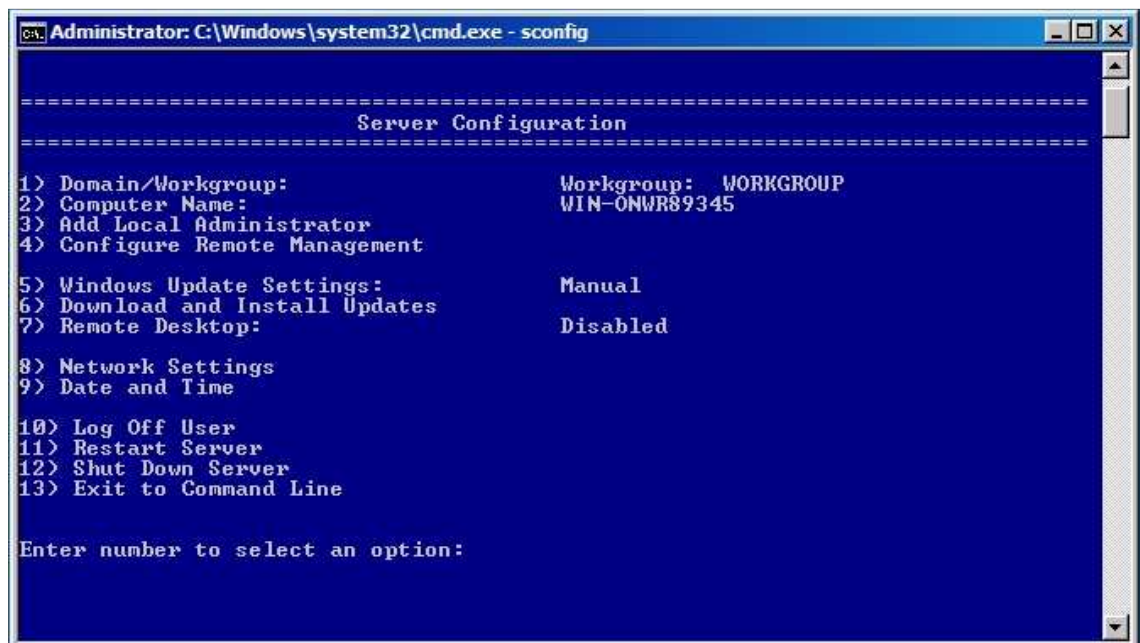 Administrator: C:\Windows\system32\cmd.exe - sconfig
===============================================================================
Server Configuration
===============================================================================
1) Domain/Workgroup: Workgroup: WORKGROUP
2) Computer Name: WIN-ONWR89345
3) Add Local Administrator
4) Configure Remote Management
5) Windows Update Settings: Manual
6) Download and Install Updates
7) Remote Desktop: Disabled
8) Network Settings
9) Date and Time
10) Log Off User
11) Restart Server
12) Shut Down Server
13) Exit to Command Line
Enter number to select an option: